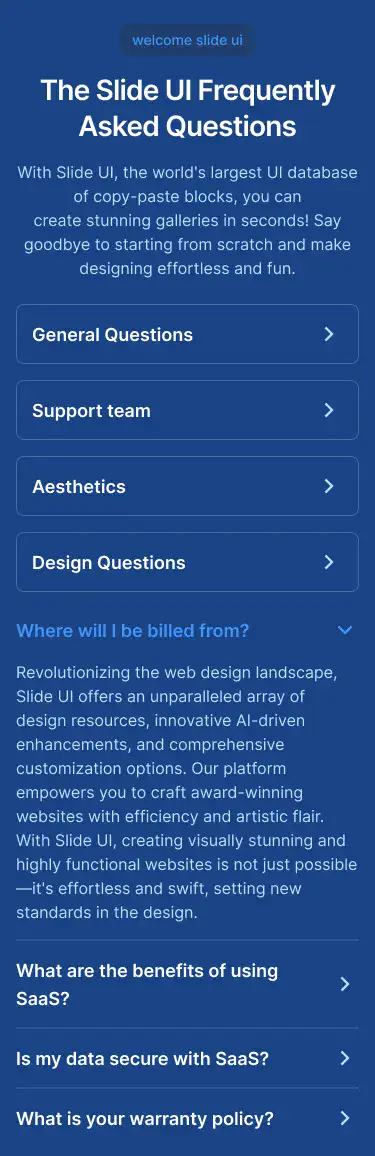 welcome slide ui
The Slide UI Frequently
Asked Questions
With Slide UI, the world's largest UI database
of copy-paste blocks, you can
create stunning galleries in seconds! Say
goodbye to starting from scratch and make
designing effortless and fun.
General Questions
Support team
Aesthetics
Design Questions
Where will I be billed from?
Revolutionizing the web design landscape,
Slide UI offers an unparalleled array of
design resources, innovative AI-driven
enhancements, and comprehensive
customization options. Our platform
empowers you to craft award-winning
websites with efficiency and artistic flair.
With Slide UI, creating visually stunning and
highly functional websites is not just possible
—it's effortless and swift, setting new
standards in the design.
What are the benefits of using
SaaS?
Is my data secure with SaaS?
What is your warranty policy?